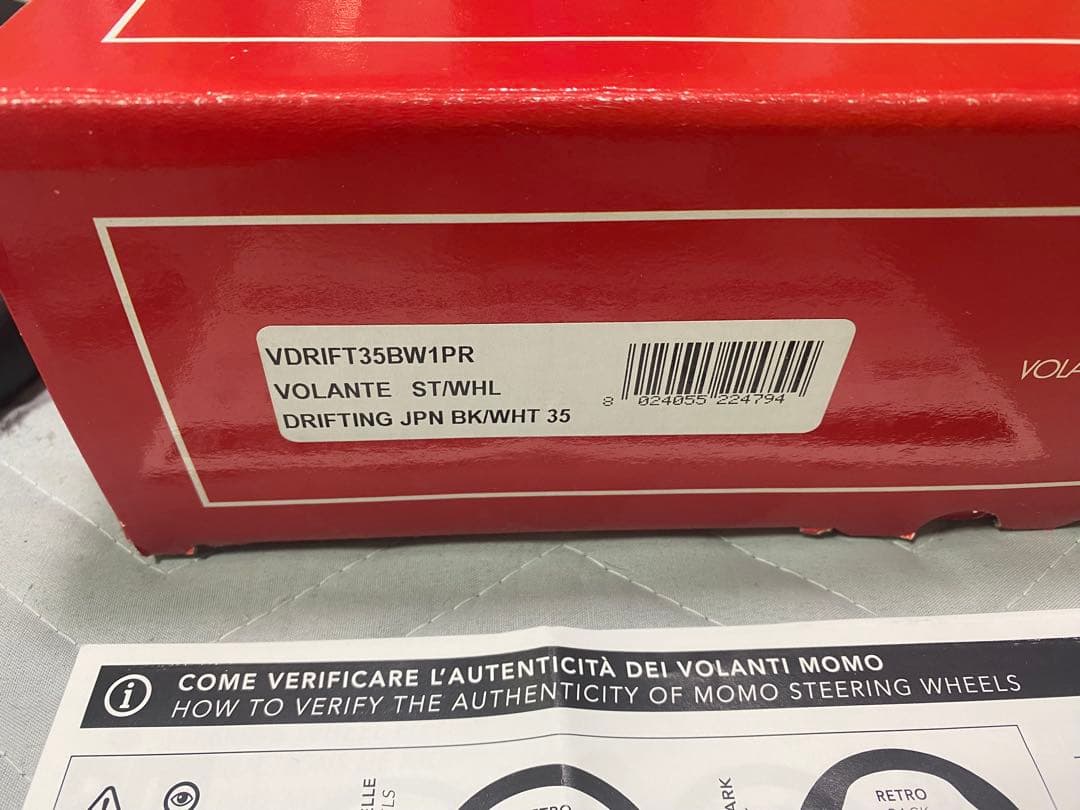 VDRIFT35BW1PR
VOLANTE ST/WHL
DRIFTING JPN BK/WHT 35
8 024055 224794
COME VERIFICARE L'AUTENTICITÀ DEI VOLANTI MOMO
HOW TO VERIFY THE AUTHENTICITY OF MOMO STEERING WHEELS
RETRO